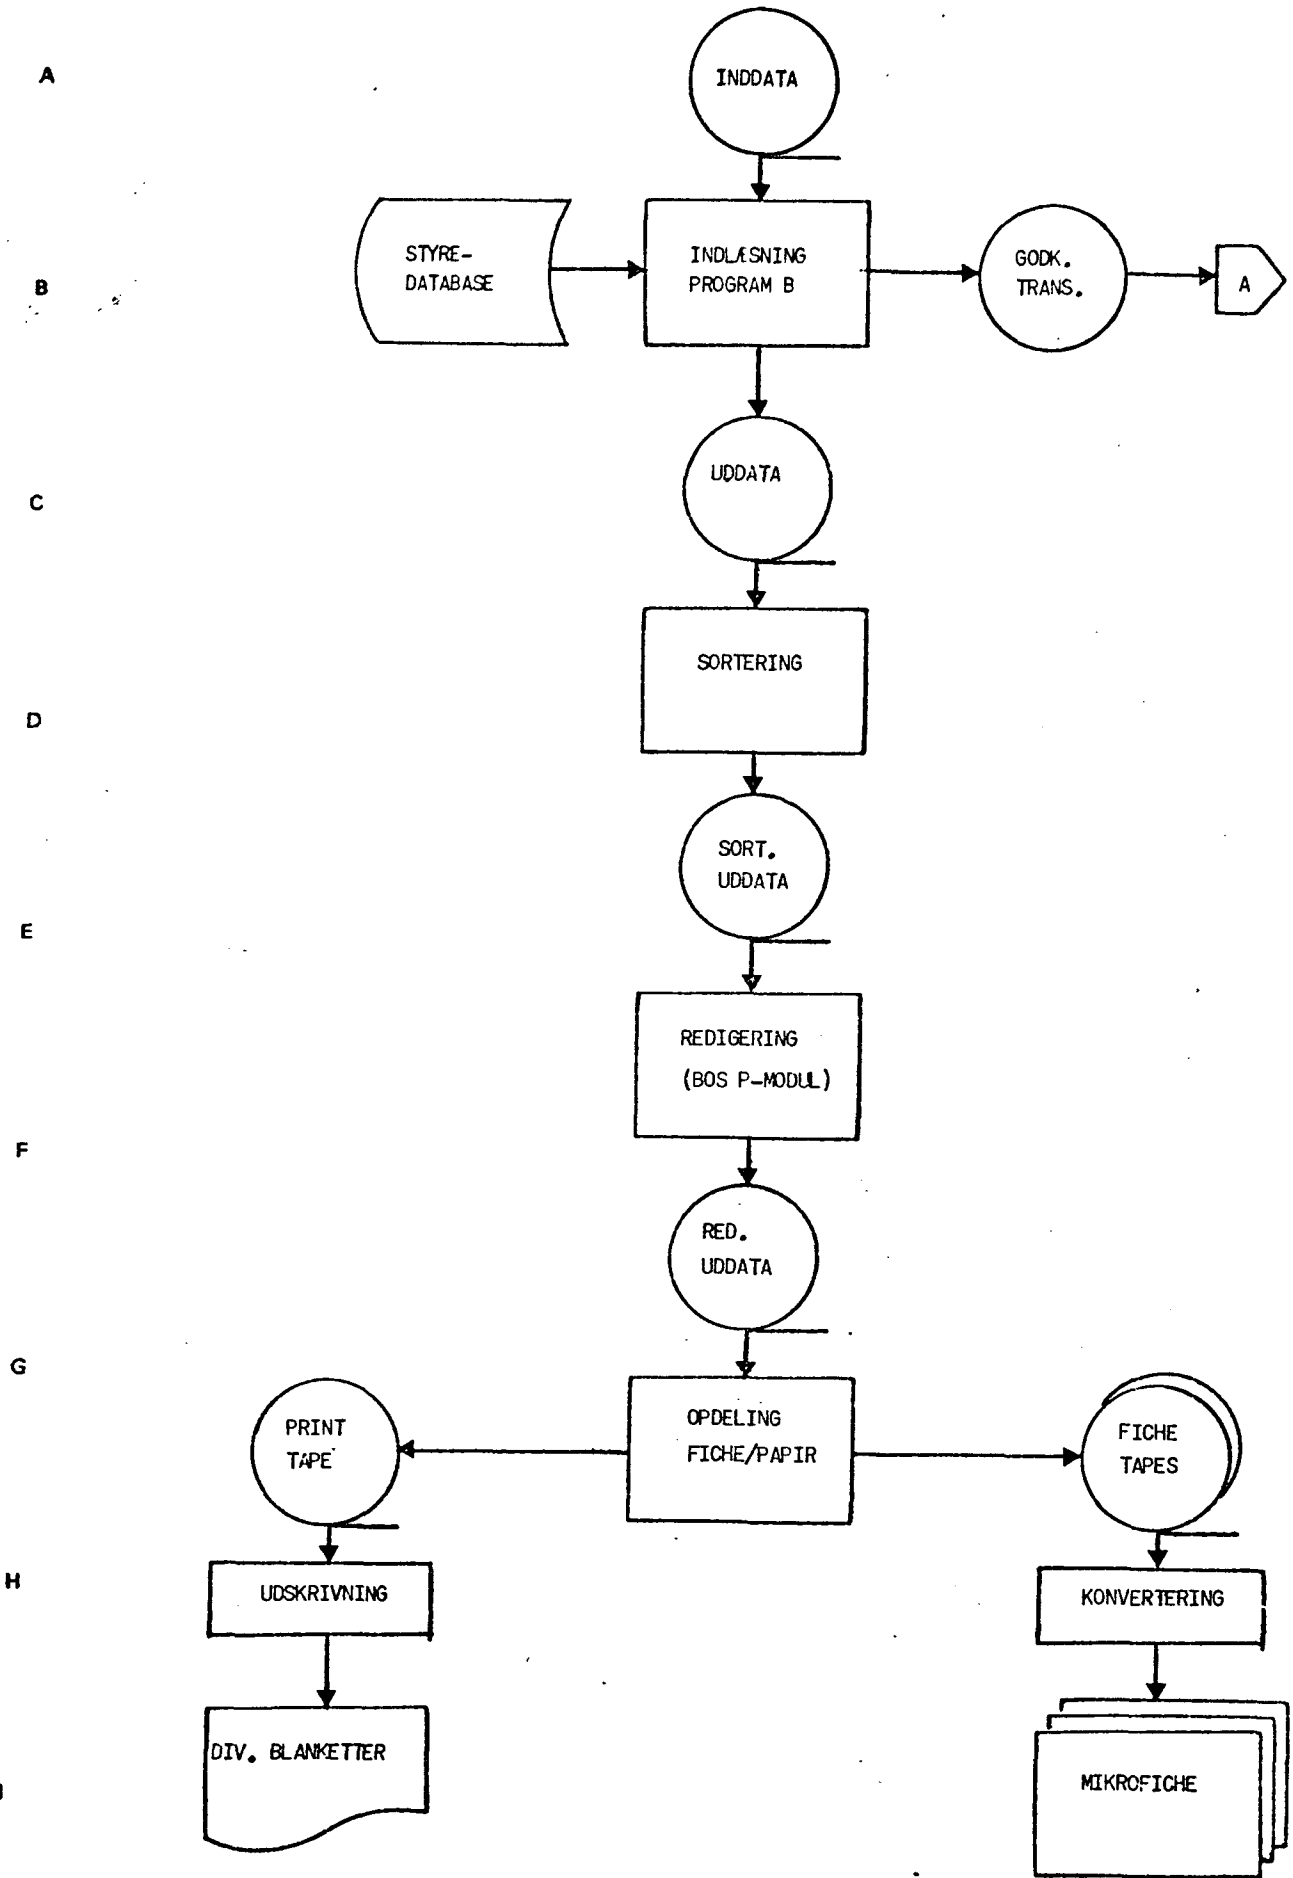 A
INDDATA
STYRE-
DATABASE
INDLÆSNING
PROGRAM B
GODK.
TRANS.
A
B
UDDATA
C
SORTERING
D
SORT.
UDDATA
E
REDIGERING
(BOS P-MODUL)
F
RED.
UDDATA
G
PRINT
TAPE
OPDELING
FICHE/PAPIR
FICHE
TAPES
H
UDSKRIVNING
KONVERTERING
DIV. BLANKETTER
MIKROFICHE